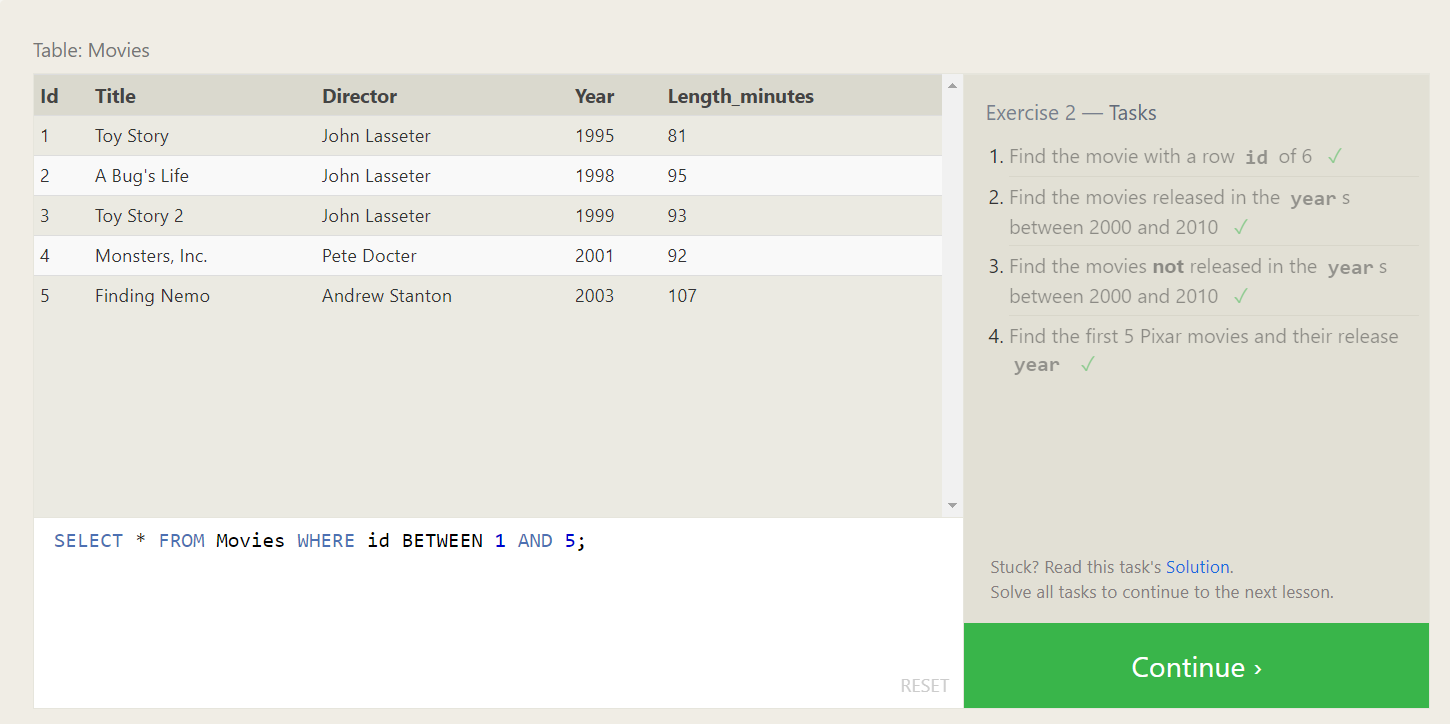 Table: Movies
Id Title Director Year Length_minutes
1 Toy Story John Lasseter 1995 81
2 A Bug's Life John Lasseter 1998 95
3 Toy Story 2 John Lasseter 1999 93
4 Monsters, Inc. Pete Docter 2001 92
5 Finding Nemo Andrew Stanton 2003 107
SELECT * FROM Movies WHERE id BETWEEN 1 AND 5;
RESET
Exercise 2 — Tasks
1. Find the movie with a row id of 6 ✓
2. Find the movies released in the year s
between 2000 and 2010 ✓
3. Find the movies not released in the year s
between 2000 and 2010 ✓
4. Find the first 5 Pixar movies and their release
year ✓
Stuck? Read this task's Solution.
Solve all tasks to continue to the next lesson.
Continue ›